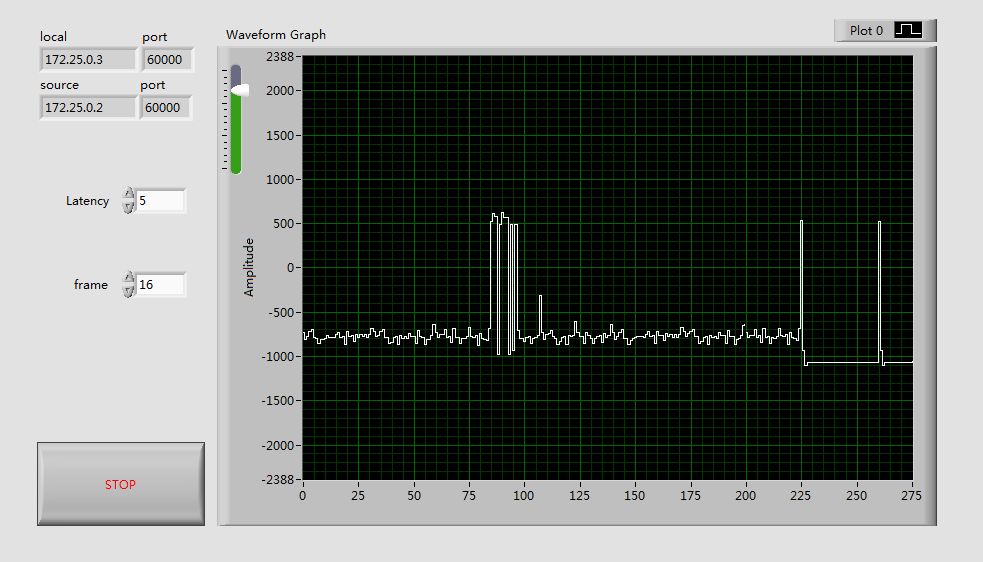 local port
172.25.0.3 60000
source port
172.25.0.2 60000
Latency 5
frame 16
STOP
Waveform Graph
Plot 0
Amplitude
2388
2000
1500
1000
500
0
-500
-1000
-1500
-2000
-2388
0 25 50 75 100 125 150 175 200 225 250 275